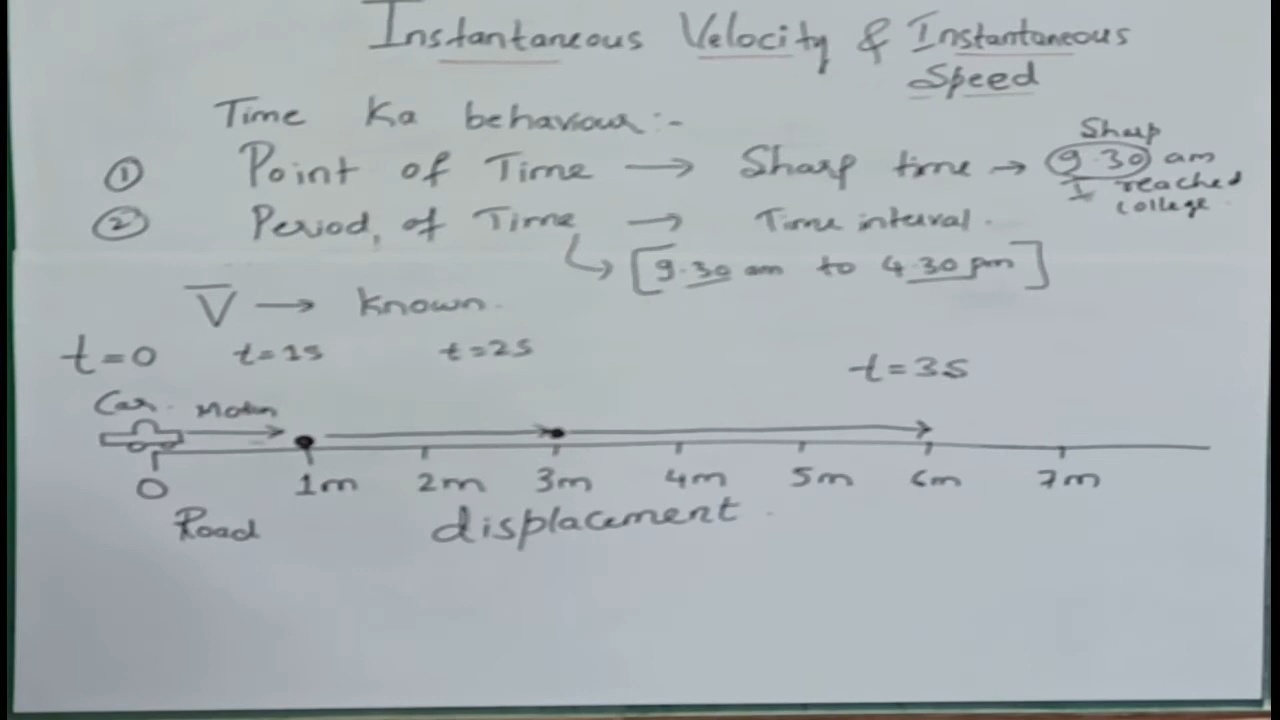 Instantaneous Velocity & Instantaneous
Speed
Time Ka behaviour:-
① Point of Time → Sharp time → 9.30 am
Sharp
I reached
college.
② Period, of Time → Time interval.
↳ [9.30 am to 4.30 pm]
V̅ → Known.
t=0 t=1s t=2s t=3s
Car. Motion
0 1m 2m 3m 4m 5m 6m 7m
Road displacement.